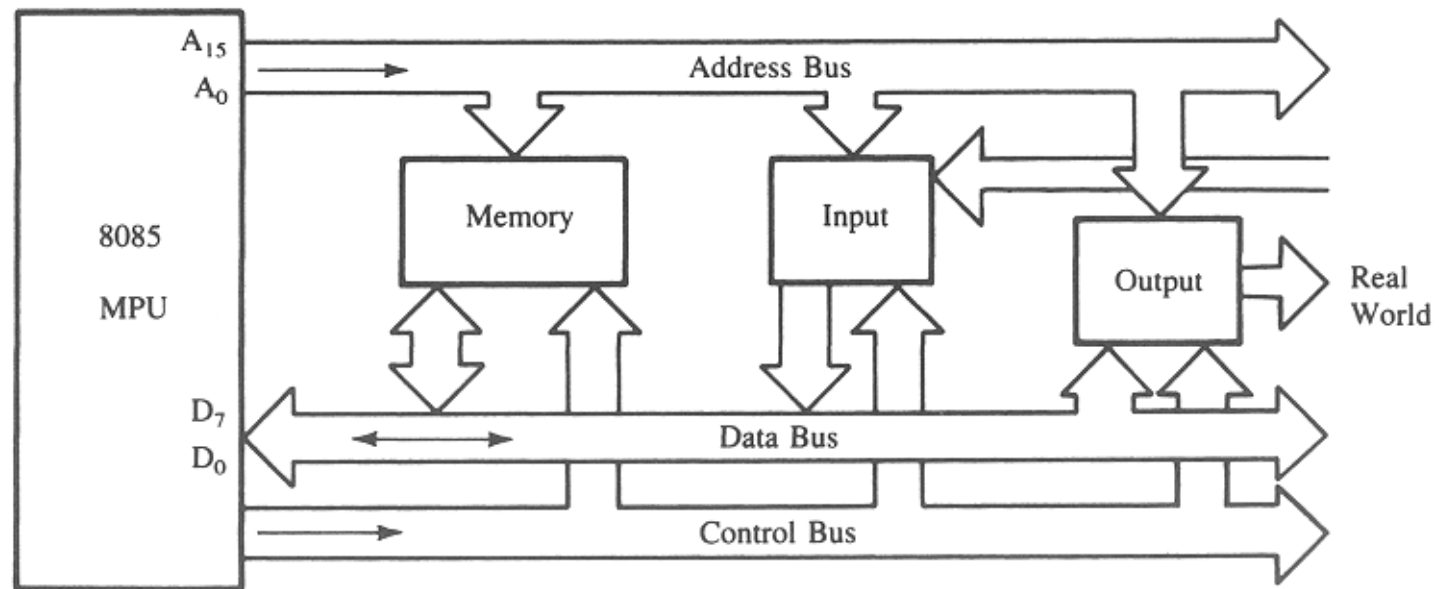 A15
Address Bus
A0
8085
MPU
Memory
Input
Output
Real
World
D7
Data Bus
D0
Control Bus